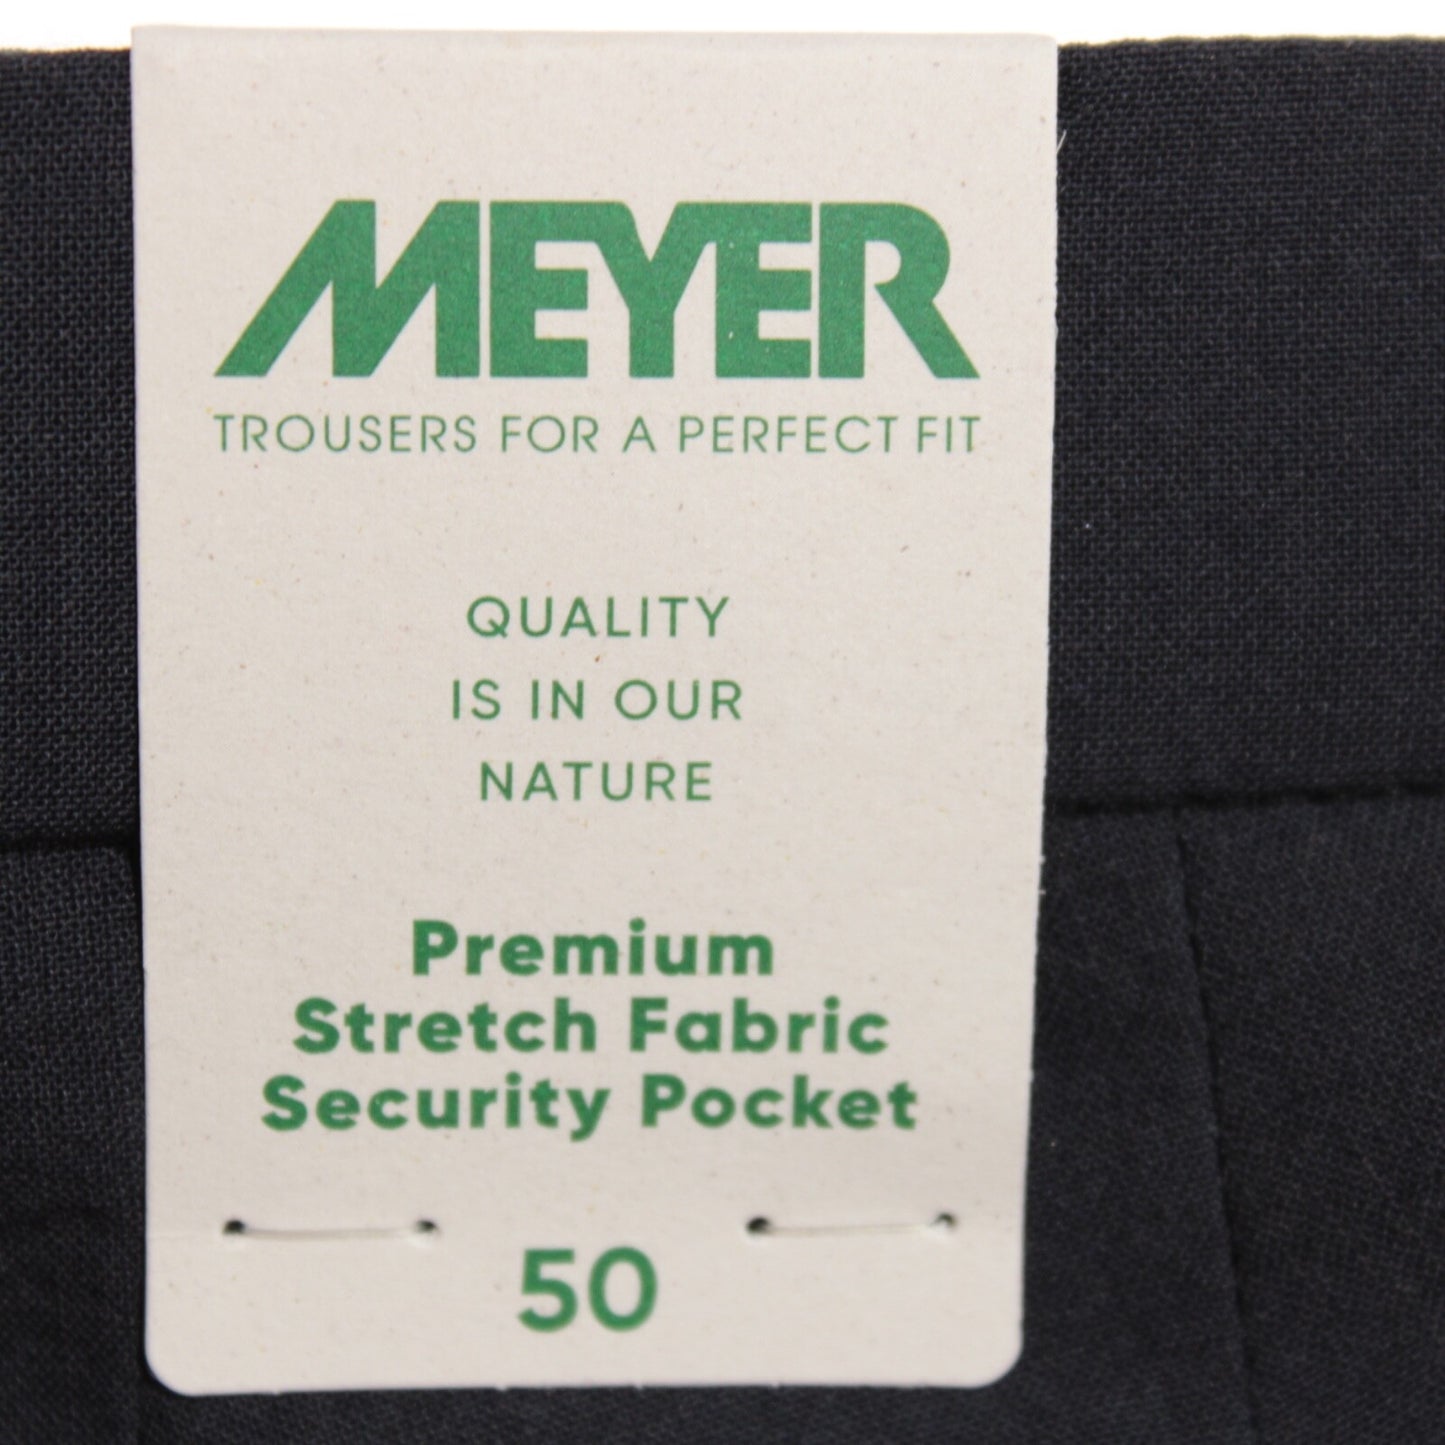 MEYER
TROUSERS FOR A PERFECT FIT
QUALITY
IS IN OUR
NATURE
Premium
Stretch Fabric
Security Pocket
50